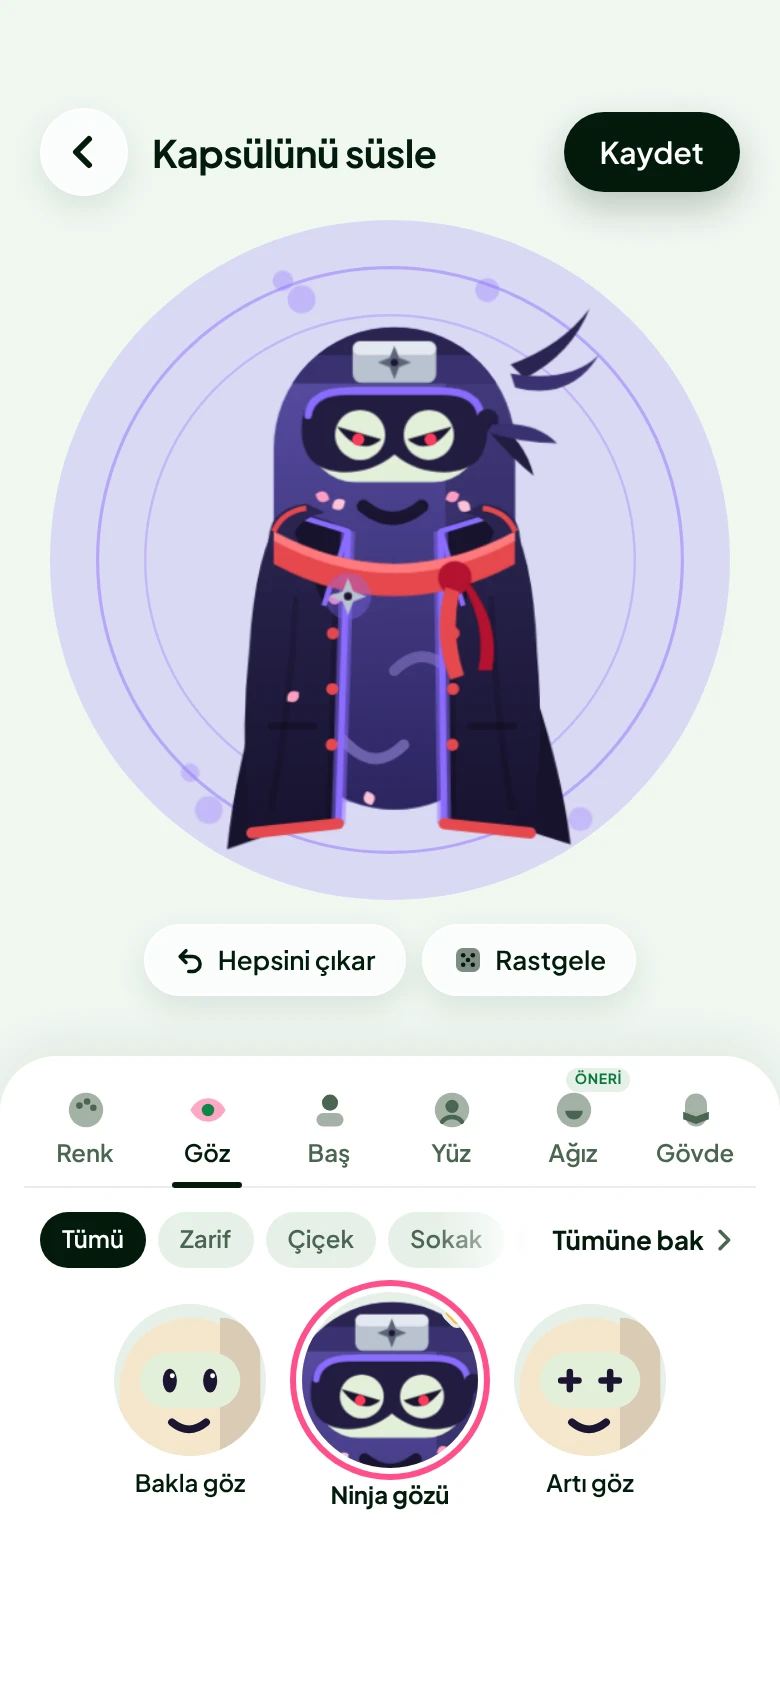 Kapsülünü süsle
Kaydet
Hepsini çıkar
Rastgele
ÖNERİ
Renk
Göz
Baş
Yüz
Ağız
Gövde
Tümü
Zarif
Çiçek
Sokak
Tümüne bak
Bakla göz
Ninja gözü
Artı göz